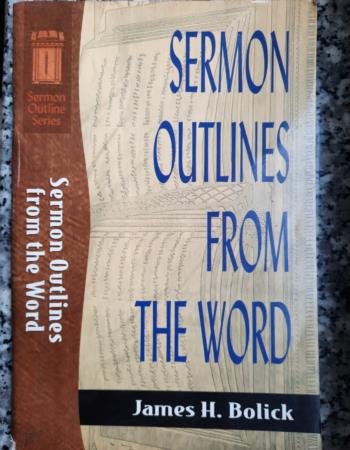 Sermon
Outline
Series
SERMON
OUTLINES
FROM
THE WORD
Sermon Outlines
from the Word
James H. Bolick